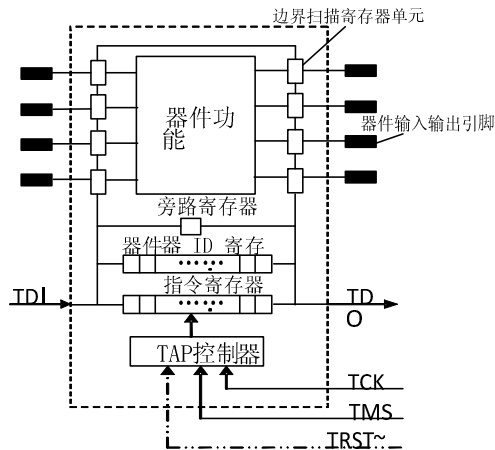 边界扫描寄存器单元
器件功
能
器件输入输出引脚
旁路寄存器
器件器 ID 寄存
指令寄存器
TDI
TD
O
TAP控制器
TCK
TMS
TRST~